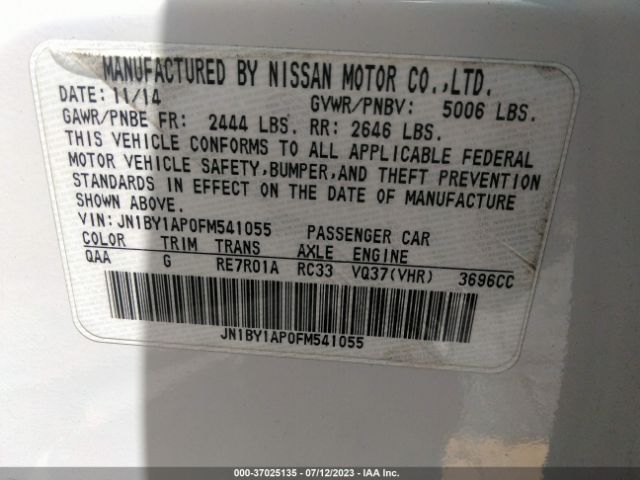 MANUFACTURED BY NISSAN MOTOR CO.,LTD.
DATE: 11/14 GVWR/PNBV: 5006 LBS.
GAWR/PNBE FR: 2444 LBS. RR: 2646 LBS.
THIS VEHICLE CONFORMS TO ALL APPLICABLE FEDERAL
MOTOR VEHICLE SAFETY,BUMPER,AND THEFT PREVENTION
STANDARDS IN EFFECT ON THE DATE OF MANUFACTURE
SHOWN ABOVE.
VIN: JN1BY1AP0FM541055 PASSENGER CAR
COLOR TRIM TRANS AXLE ENGINE
QAA G RE7R01A RC33 VQ37(VHR) 3696CC
JN1BY1AP0FM541055
000-37025135 - 07/12/2023 - IAA Inc.